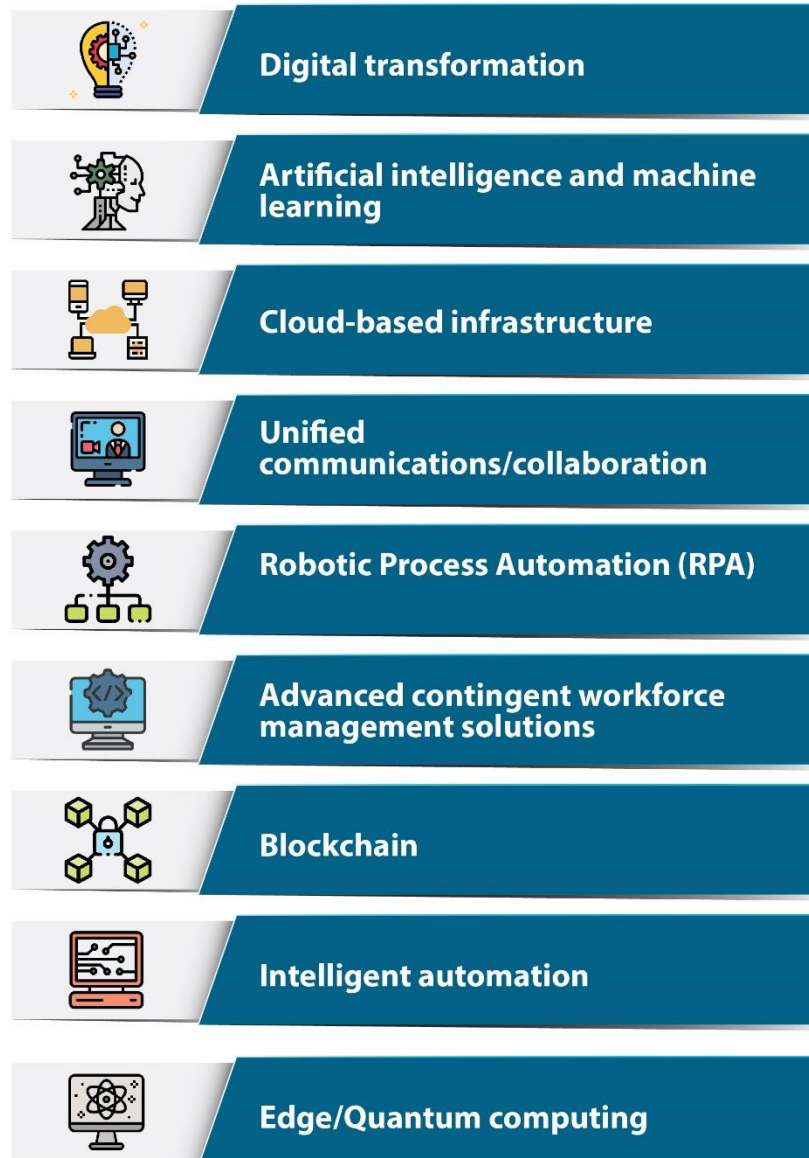 Digital transformation
Artificial intelligence and machine
learning
Cloud-based infrastructure
Unified
communications/collaboration
Robotic Process Automation (RPA)
Advanced contingent workforce
management solutions
Blockchain
Intelligent automation
Edge/Quantum computing